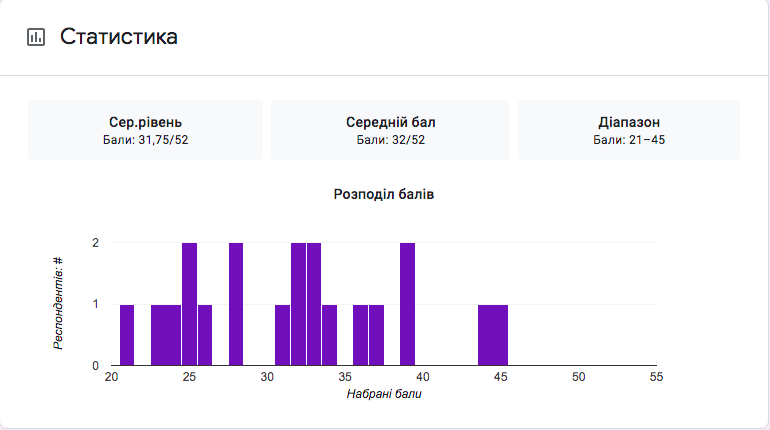 Статистика
Сер.рівень
Бали: 31,75/52
Середній бал
Бали: 32/52
Діапазон
Бали: 21–45
Розподіл балів
Респондентів: #
2
1
0
20 25 30 35 40 45 50 55
Набрані бали